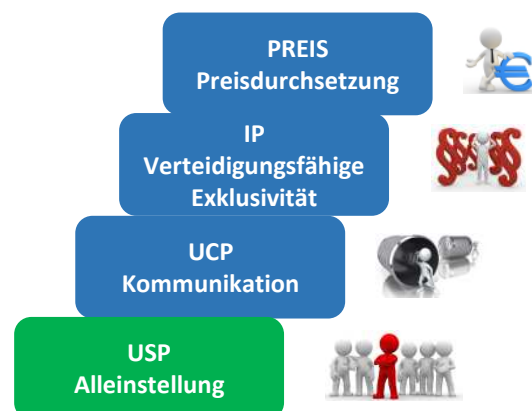 PREIS
Preisdurchsetzung
IP
Verteidigungsfähige
Exklusivität
UCP
Kommunikation
USP
Alleinstellung